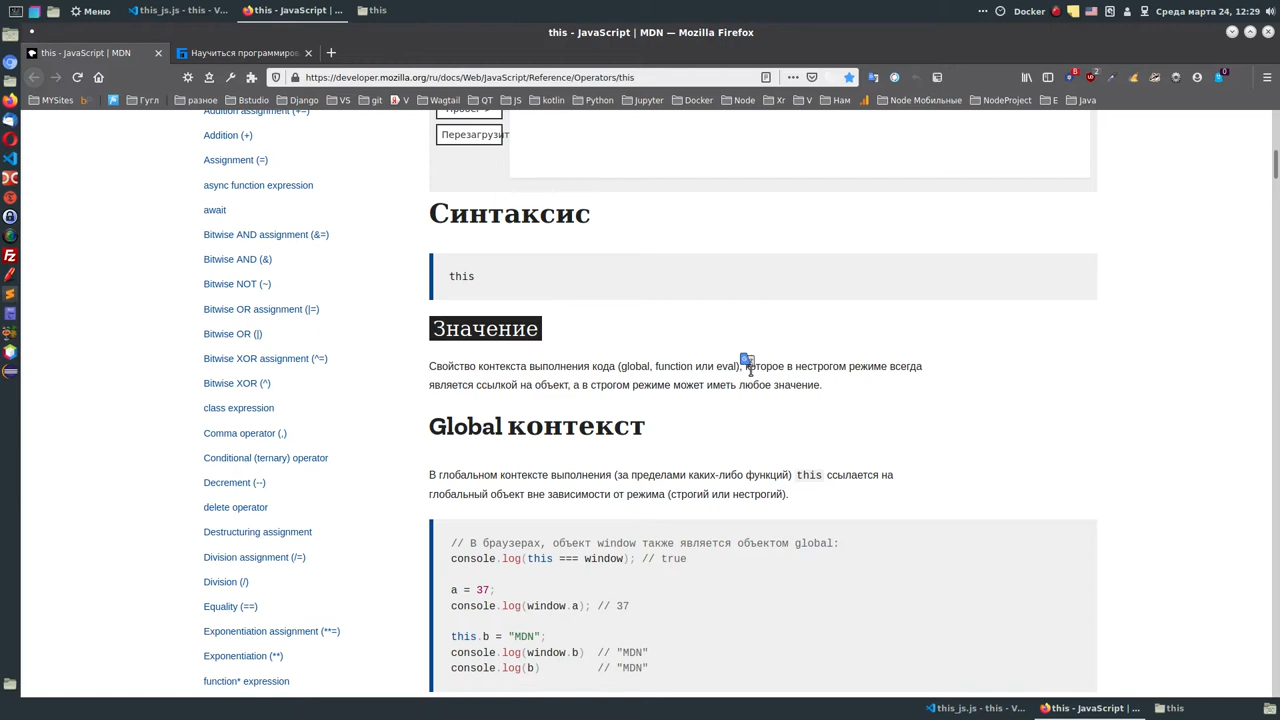 Меню
this_js.js - this - V...
this - JavaScript | ...
this
Docker
Среда марта 24, 12:29
this - JavaScript | MDN — Mozilla Firefox
this - JavaScript | MDN
Научиться программиров
https://developer.mozilla.org/ru/docs/Web/JavaScript/Reference/Operators/this
MYSites
Гугл
разное
Bstudio
Django
VS
git
V
Wagtail
QT
JS
kotlin
Python
Jupyter
Docker
Node
Xr
V
Нам
Node Мобильные
NodeProject
E
Java
Addition assignment (+=)
Addition (+)
Assignment (=)
async function expression
await
Bitwise AND assignment (&=)
Bitwise AND (&)
Bitwise NOT (~)
Bitwise OR assignment (|=)
Bitwise OR (|)
Bitwise XOR assignment (^=)
Bitwise XOR (^)
class expression
Comma operator (,)
Conditional (ternary) operator
Decrement (--)
delete operator
Destructuring assignment
Division assignment (/=)
Division (/)
Equality (==)
Exponentiation assignment (**=)
Exponentiation (**)
function* expression
Перезагрузит
Синтаксис
this
Значение
Свойство контекста выполнения кода (global, function или eval), которое в нестрогом режиме всегда
является ссылкой на объект, а в строгом режиме может иметь любое значение.
Global контекст
В глобальном контексте выполнения (за пределами каких-либо функций) this ссылается на
глобальный объект вне зависимости от режима (строгий или нестрогий).
// В браузерах, объект window также является объектом global:
console.log(this === window); // true
a = 37;
console.log(window.a); // 37
this.b = "MDN";
console.log(window.b)  // "MDN"
console.log(b)         // "MDN"
this_js.js - this - V...
this - JavaScript | ...
this